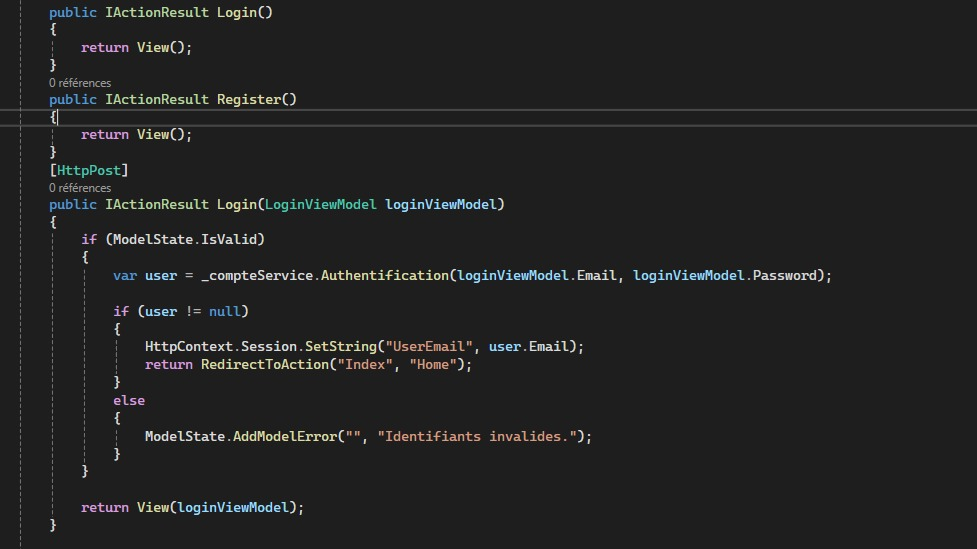 public IActionResult Login()
{
return View();
}
0 références
public IActionResult Register()
{
return View();
}
[HttpPost]
0 références
public IActionResult Login(LoginViewModel loginViewModel)
{
if (ModelState.IsValid)
{
var user = _compteService.Authentification(loginViewModel.Email, loginViewModel.Password);
if (user != null)
{
HttpContext.Session.SetString("UserEmail", user.Email);
return RedirectToAction("Index", "Home");
}
else
{
ModelState.AddModelError("", "Identifiants invalides.");
}
}
return View(loginViewModel);
}